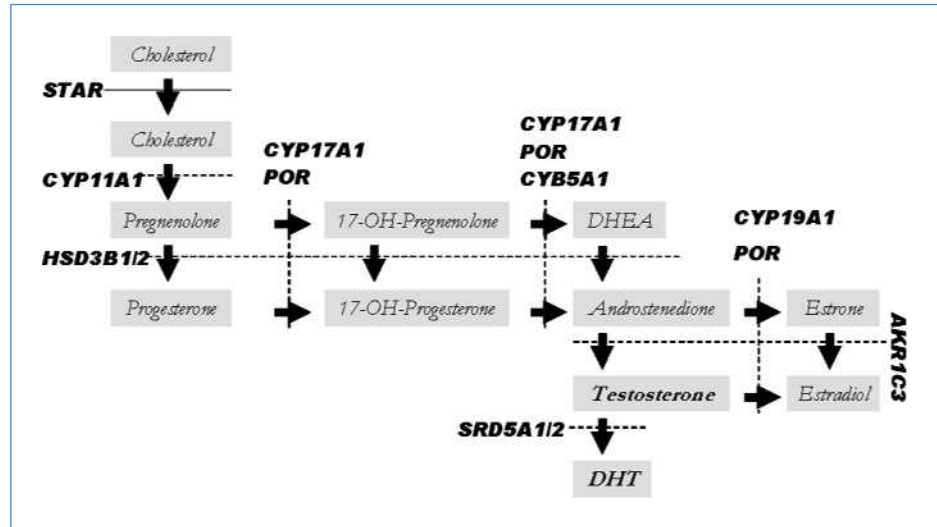 Cholesterol
STAR
Cholesterol
CYP11A1
CYP17A1
POR
CYP17A1
POR
CYB5A1
Pregnenolone
17-OH-Pregnenolone
DHEA
CYP19A1
POR
HSD3B1/2
Progesterone
17-OH-Progesterone
Androstenedione
Estrone
AKR1C3
Testosterone
Estradiol
SRD5A1/2
DHT